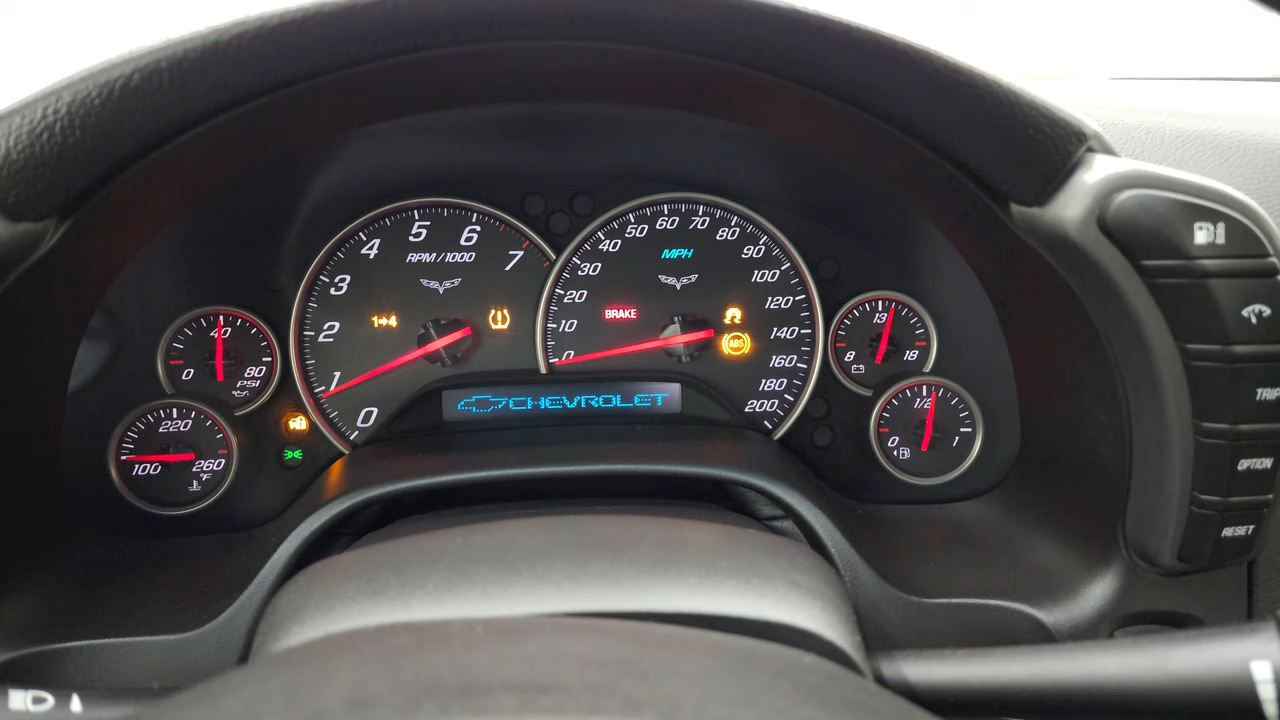 0 1 2 3 4 5 6 7
RPM / 1000
1→4
0 10 20 30 40 50 60 70 80 90 100 120 140 160 180 200
MPH
BRAKE
ABS
CHEVROLET
0 40 80
PSI
100 220 260
°F
8 13 18
0 1/2 1
TRIP
OPTION
RESET